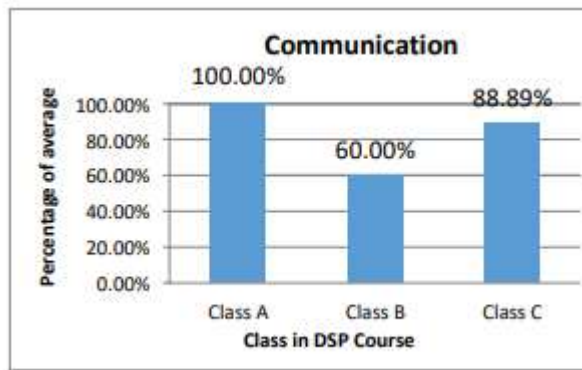 Communication
Percentage of average
100.00%
80.00%
60.00%
40.00%
20.00%
0.00%
100.00%
60.00%
88.89%
Class A
Class B
Class C
Class in DSP Course